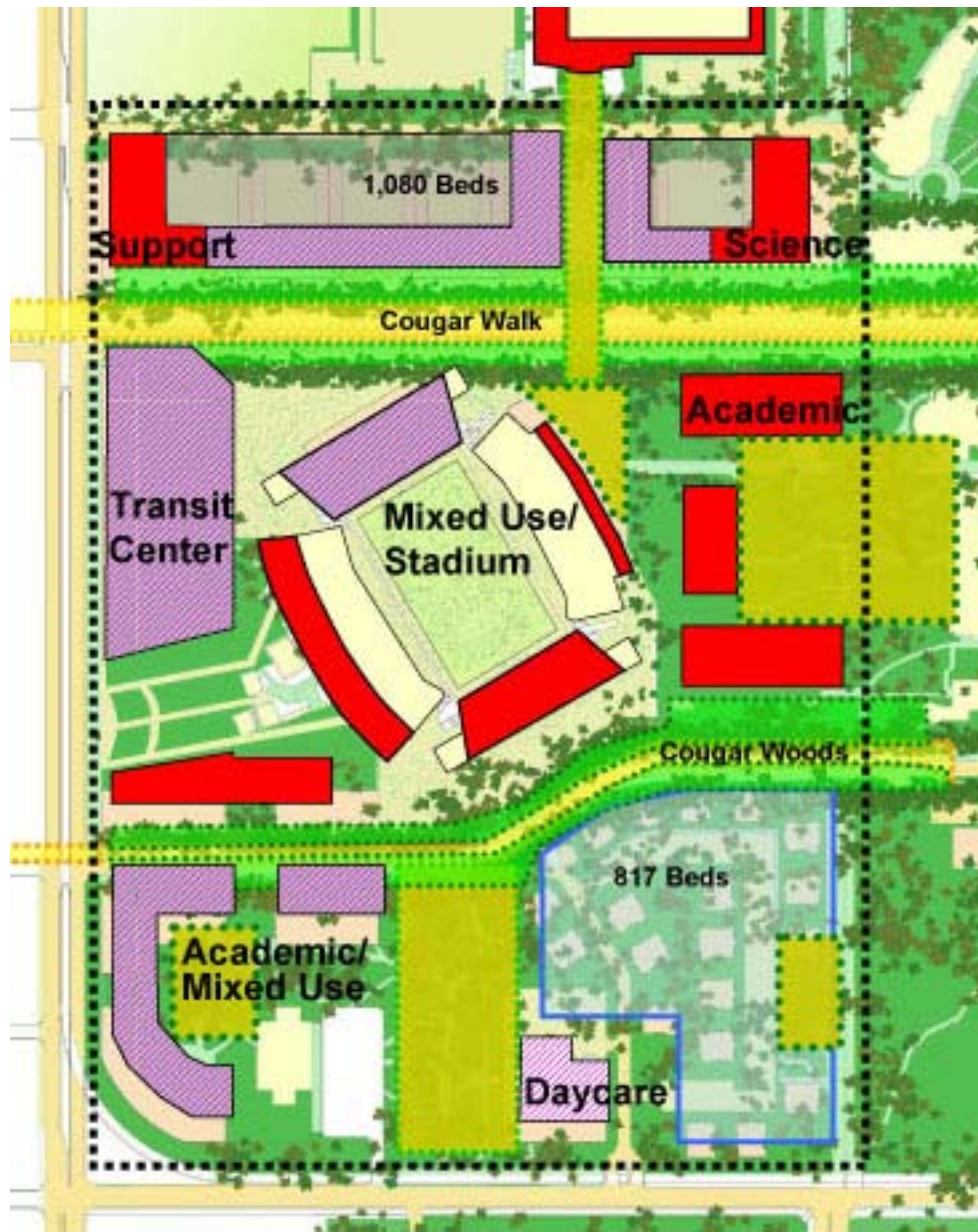 1,080 Beds
Support
Science
Cougar Walk
Academic
Transit
Center
Mixed Use/
Stadium
Cougar Woods
817 Beds
Academic/
Mixed Use
Daycare